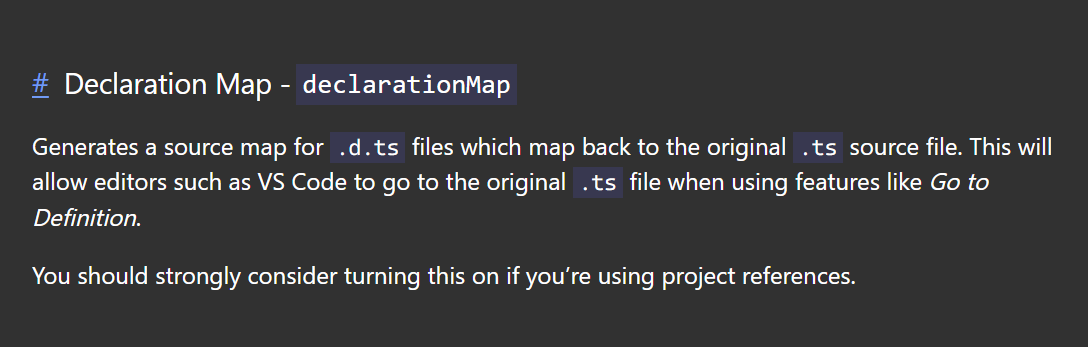 # Declaration Map - declarationMap
Generates a source map for .d.ts files which map back to the original .ts source file. This will
allow editors such as VS Code to go to the original .ts file when using features like Go to
Definition.
You should strongly consider turning this on if you’re using project references.